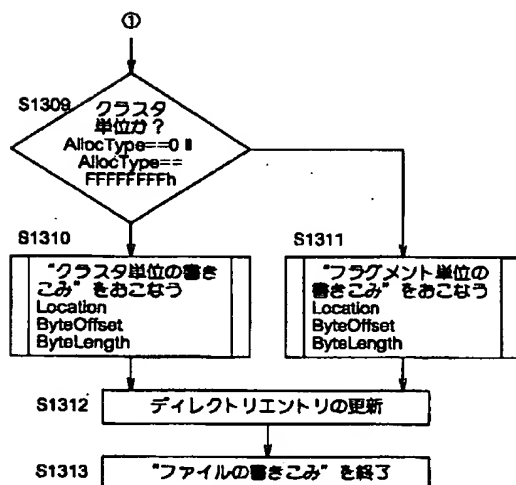 ①
S1309
クラスタ
単位か？
AllocType==0 ||
AllocType==
FFFFFFFFh
S1310
“クラスタ単位の書き
こみ”をおこなう
Location
ByteOffset
ByteLength
S1311
“フラグメント単位の
書きこみ”をおこなう
Location
ByteOffset
ByteLength
S1312
ディレクトリエントリの更新
S1313
“ファイルの書きこみ”を終了